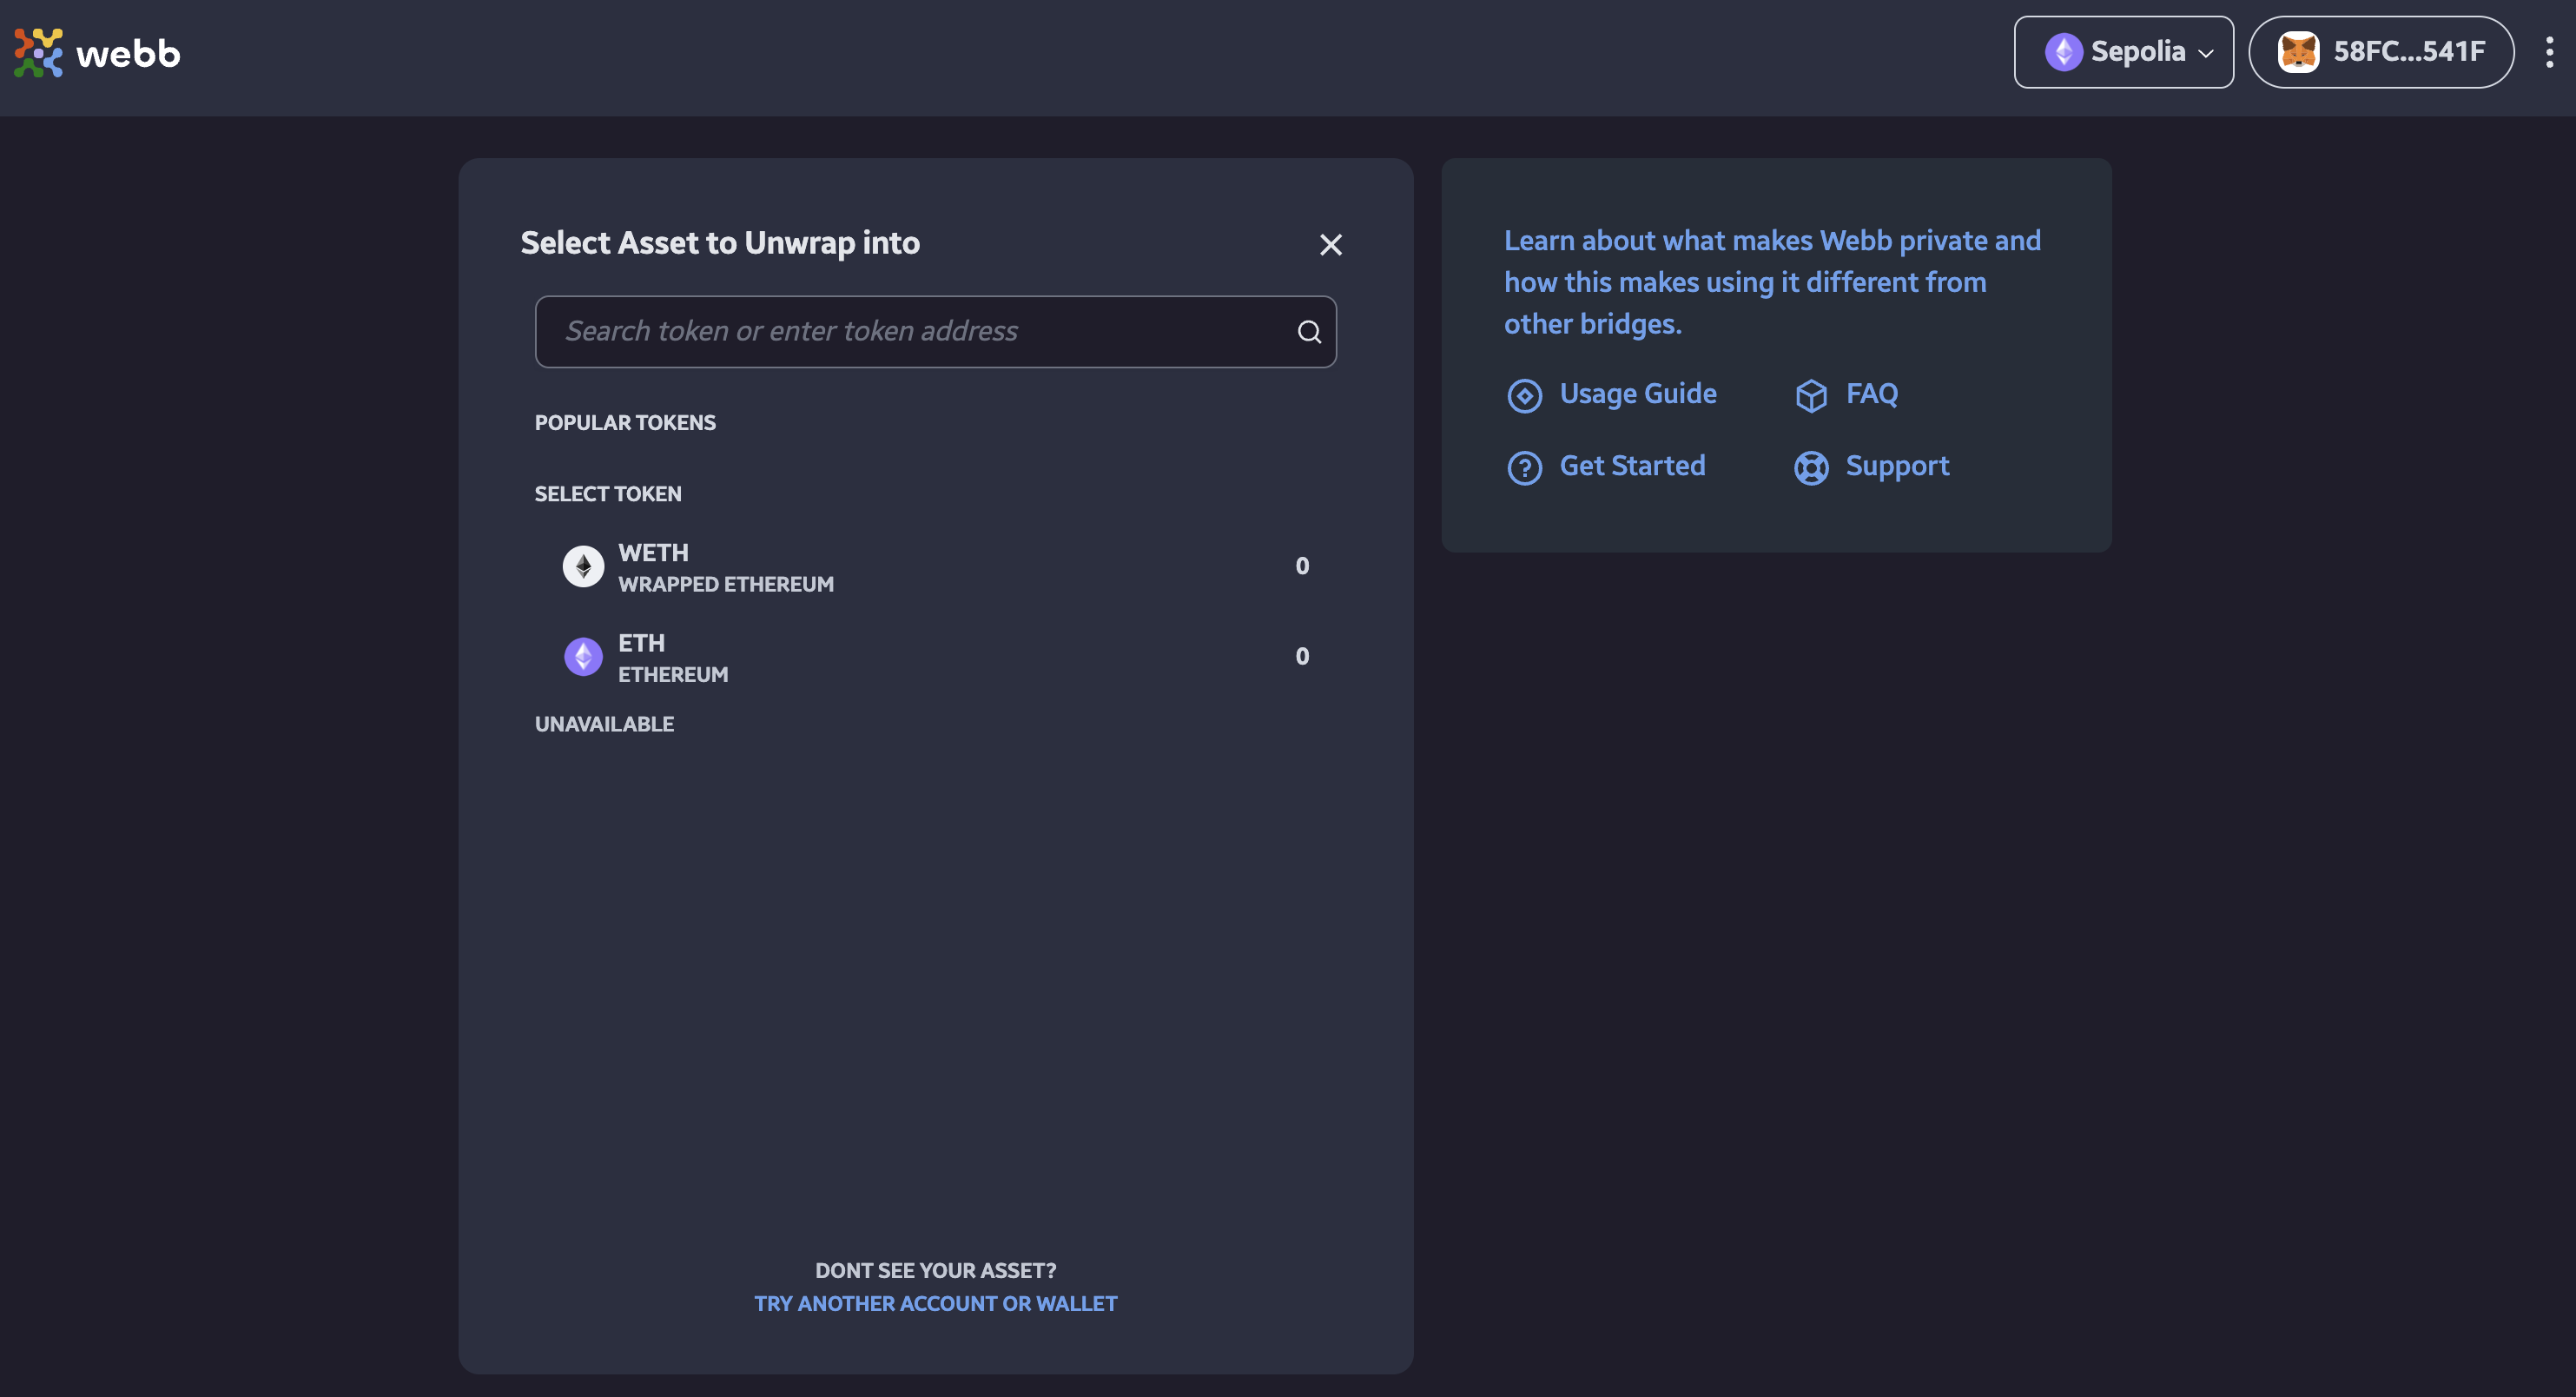 webb
Sepolia
58FC...541F
Select Asset to Unwrap into
Search token or enter token address
POPULAR TOKENS
SELECT TOKEN
WETH
WRAPPED ETHEREUM
0
ETH
ETHEREUM
0
UNAVAILABLE
DONT SEE YOUR ASSET?
TRY ANOTHER ACCOUNT OR WALLET
Learn about what makes Webb private and
how this makes using it different from
other bridges.
Usage Guide
FAQ
Get Started
Support